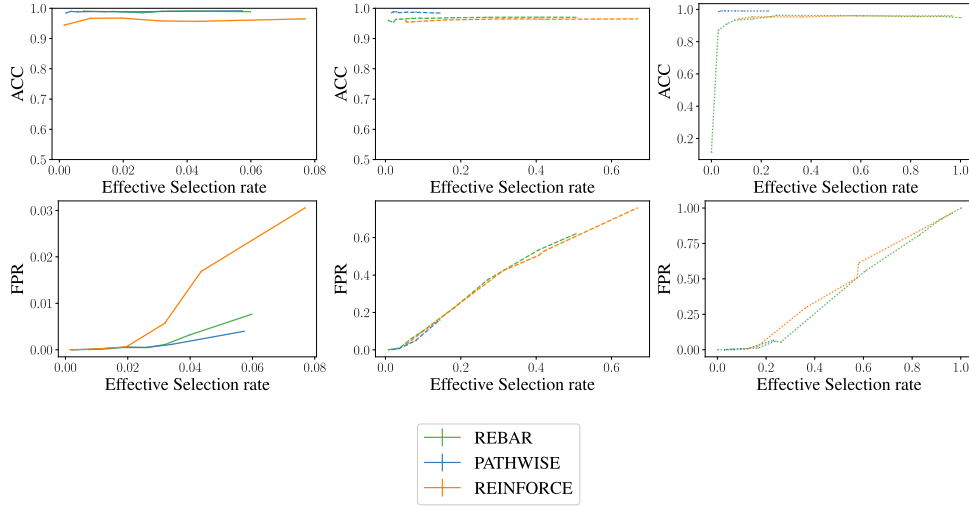 ACC
1.0
0.9
0.8
0.7
0.6
0.5
0.00 0.02 0.04 0.06 0.08
Effective Selection rate
ACC
1.0
0.9
0.8
0.7
0.6
0.5
0.0 0.2 0.4 0.6
Effective Selection rate
ACC
1.0
0.8
0.6
0.4
0.2
0.0 0.2 0.4 0.6 0.8 1.0
Effective Selection rate
FPR
0.03
0.02
0.01
0.00
0.00 0.02 0.04 0.06 0.08
Effective Selection rate
FPR
0.6
0.4
0.2
0.0
0.0 0.2 0.4 0.6
Effective Selection rate
FPR
1.00
0.75
0.50
0.25
0.00
0.0 0.2 0.4 0.6 0.8 1.0
Effective Selection rate
REBAR
PATHWISE
REINFORCE